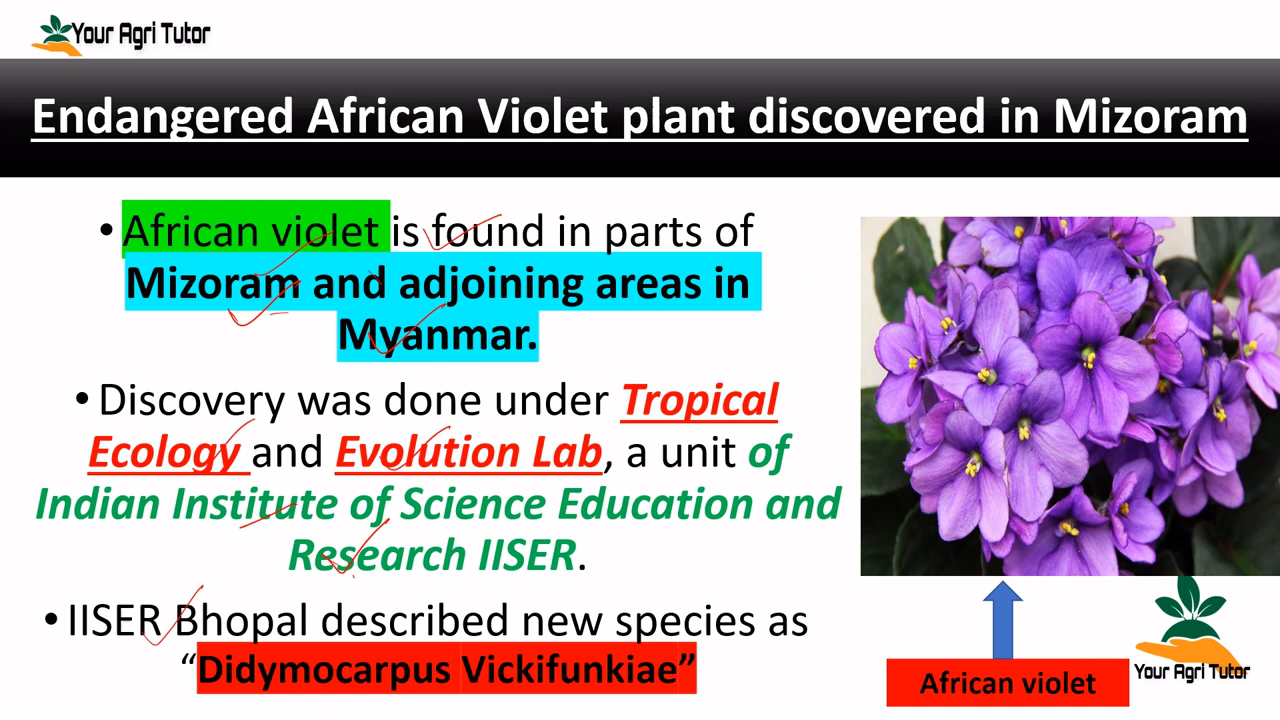 Your Agri Tutor
Endangered African Violet plant discovered in Mizoram
• African violet is found in parts of
Mizoram and adjoining areas in
Myanmar.
• Discovery was done under Tropical
Ecology and Evolution Lab, a unit of
Indian Institute of Science Education and
Research IISER.
• IISER Bhopal described new species as
“Didymocarpus Vickifunkiae”
African violet
Your Agri Tutor